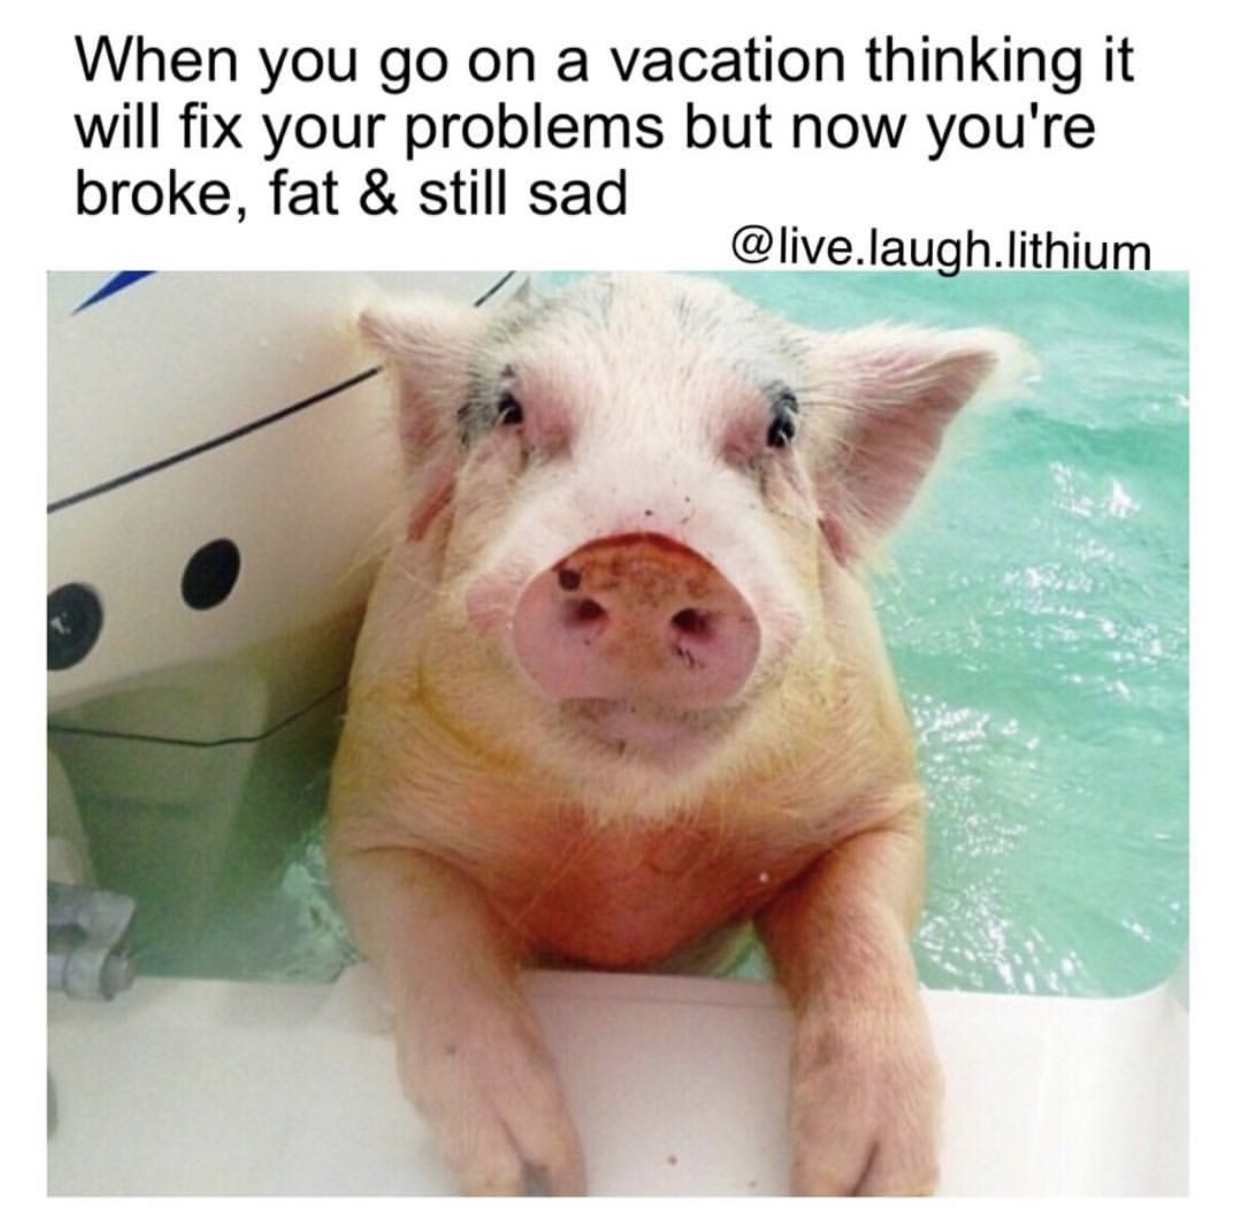 When you go on a vacation thinking it
will fix your problems but now you're
broke, fat & still sad
@live.laugh.lithium